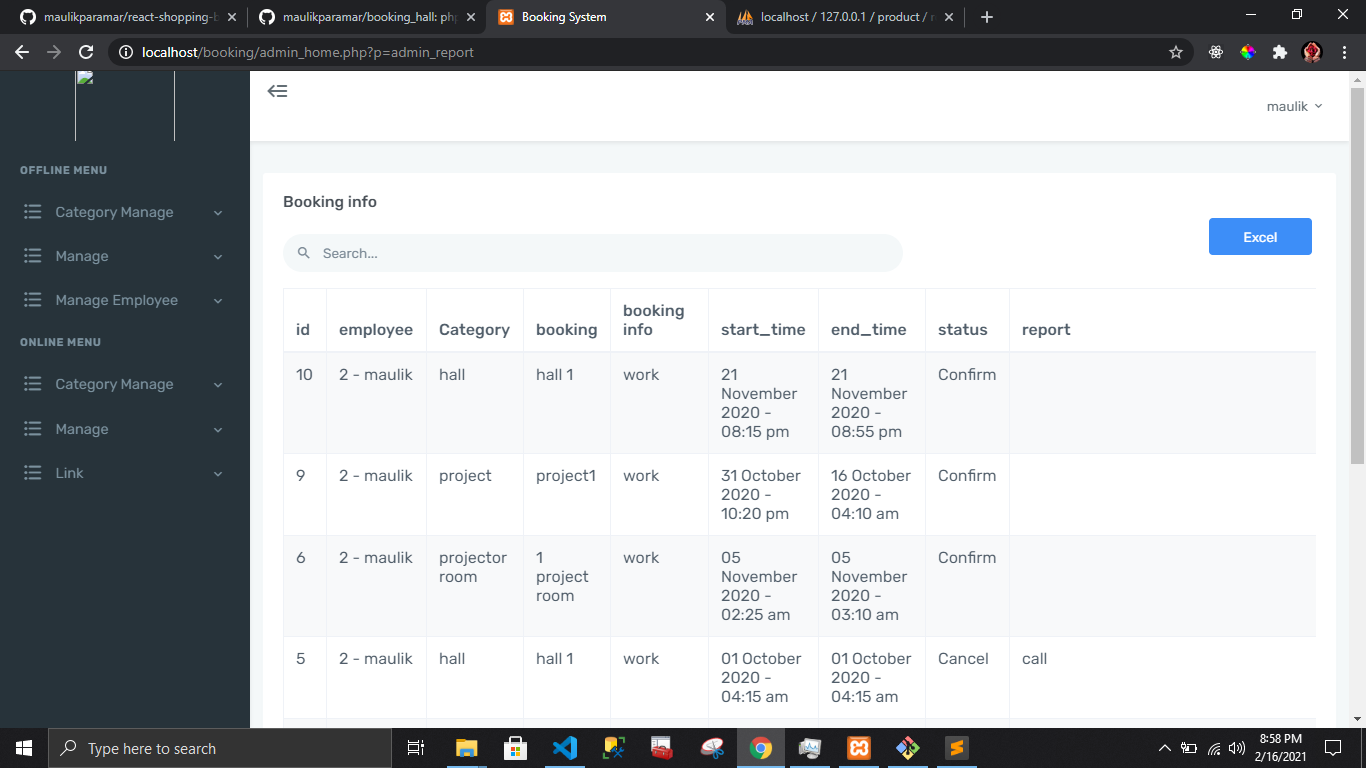 maulikparamar/react-shopping-b
maulikparamar/booking_hall: php
Booking System
localhost / 127.0.0.1 / product / r
localhost/booking/admin_home.php?p=admin_report
maulik
OFFLINE MENU
Category Manage
Manage
Manage Employee
ONLINE MENU
Category Manage
Manage
Link
Booking info
Search...
Excel
id employee Category booking booking info start_time end_time status report
10 2 - maulik hall hall 1 work 21 November 2020 - 08:15 pm 21 November 2020 - 08:55 pm Confirm
9 2 - maulik project project1 work 31 October 2020 - 10:20 pm 16 October 2020 - 04:10 am Confirm
6 2 - maulik projector room 1 project room work 05 November 2020 - 02:25 am 05 November 2020 - 03:10 am Confirm
5 2 - maulik hall hall 1 work 01 October 2020 - 04:15 am 01 October 2020 - 04:15 am Cancel call
Type here to search
8:58 PM
2/16/2021